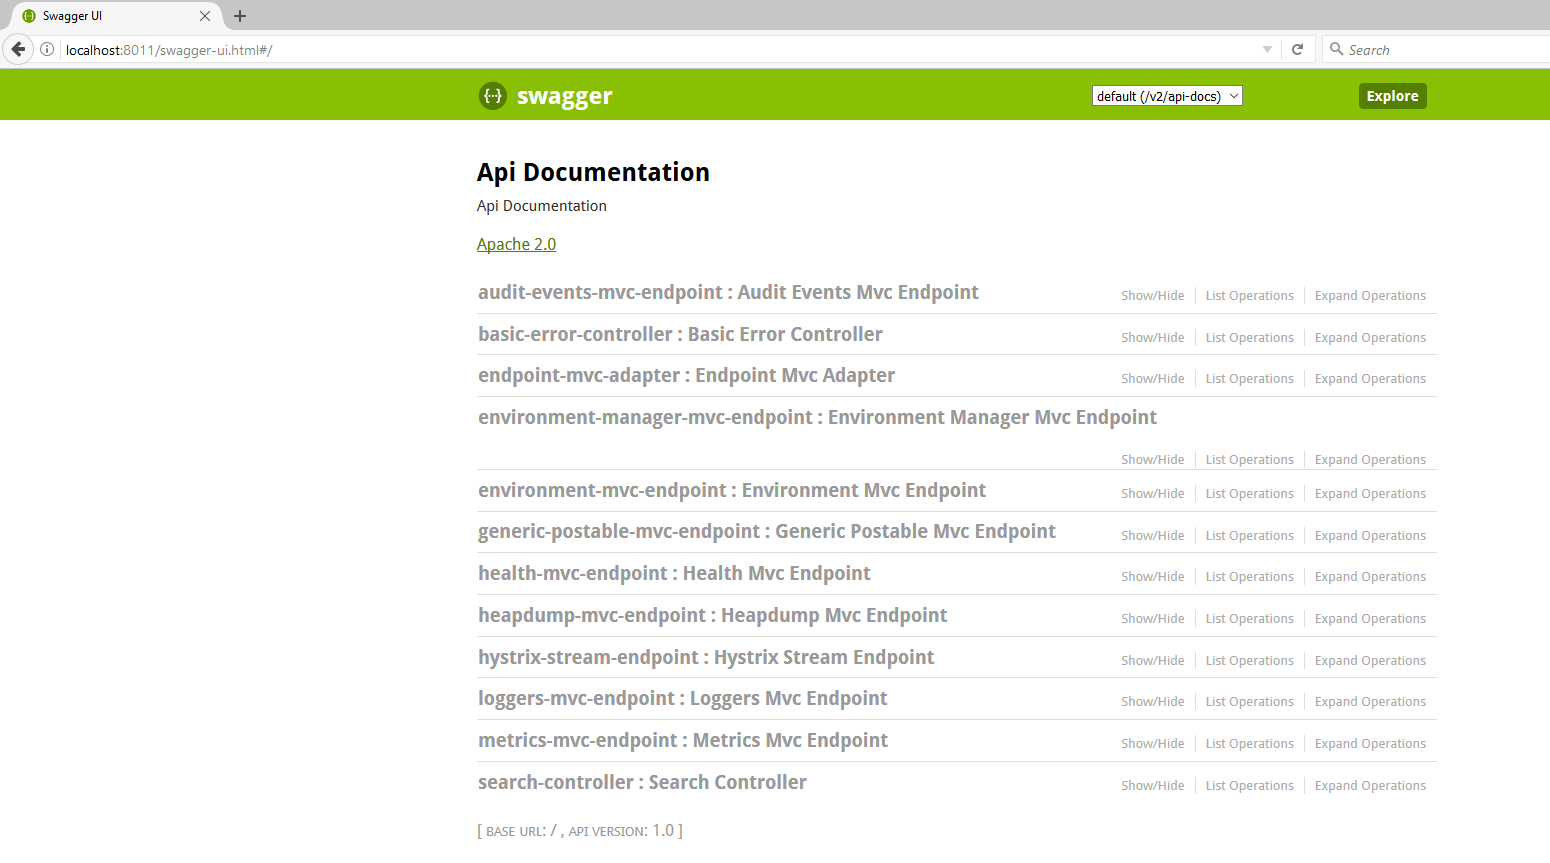 Swagger UI
localhost:8011/swagger-ui.html#/
Search
{··} swagger
default (/v2/api-docs)
Explore
Api Documentation
Api Documentation
Apache 2.0
audit-events-mvc-endpoint : Audit Events Mvc Endpoint Show/Hide List Operations Expand Operations
basic-error-controller : Basic Error Controller Show/Hide List Operations Expand Operations
endpoint-mvc-adapter : Endpoint Mvc Adapter Show/Hide List Operations Expand Operations
environment-manager-mvc-endpoint : Environment Manager Mvc Endpoint
Show/Hide List Operations Expand Operations
environment-mvc-endpoint : Environment Mvc Endpoint Show/Hide List Operations Expand Operations
generic-postable-mvc-endpoint : Generic Postable Mvc Endpoint Show/Hide List Operations Expand Operations
health-mvc-endpoint : Health Mvc Endpoint Show/Hide List Operations Expand Operations
heapdump-mvc-endpoint : Heapdump Mvc Endpoint Show/Hide List Operations Expand Operations
hystrix-stream-endpoint : Hystrix Stream Endpoint Show/Hide List Operations Expand Operations
loggers-mvc-endpoint : Loggers Mvc Endpoint Show/Hide List Operations Expand Operations
metrics-mvc-endpoint : Metrics Mvc Endpoint Show/Hide List Operations Expand Operations
search-controller : Search Controller Show/Hide List Operations Expand Operations
[ BASE URL: / , API VERSION: 1.0 ]